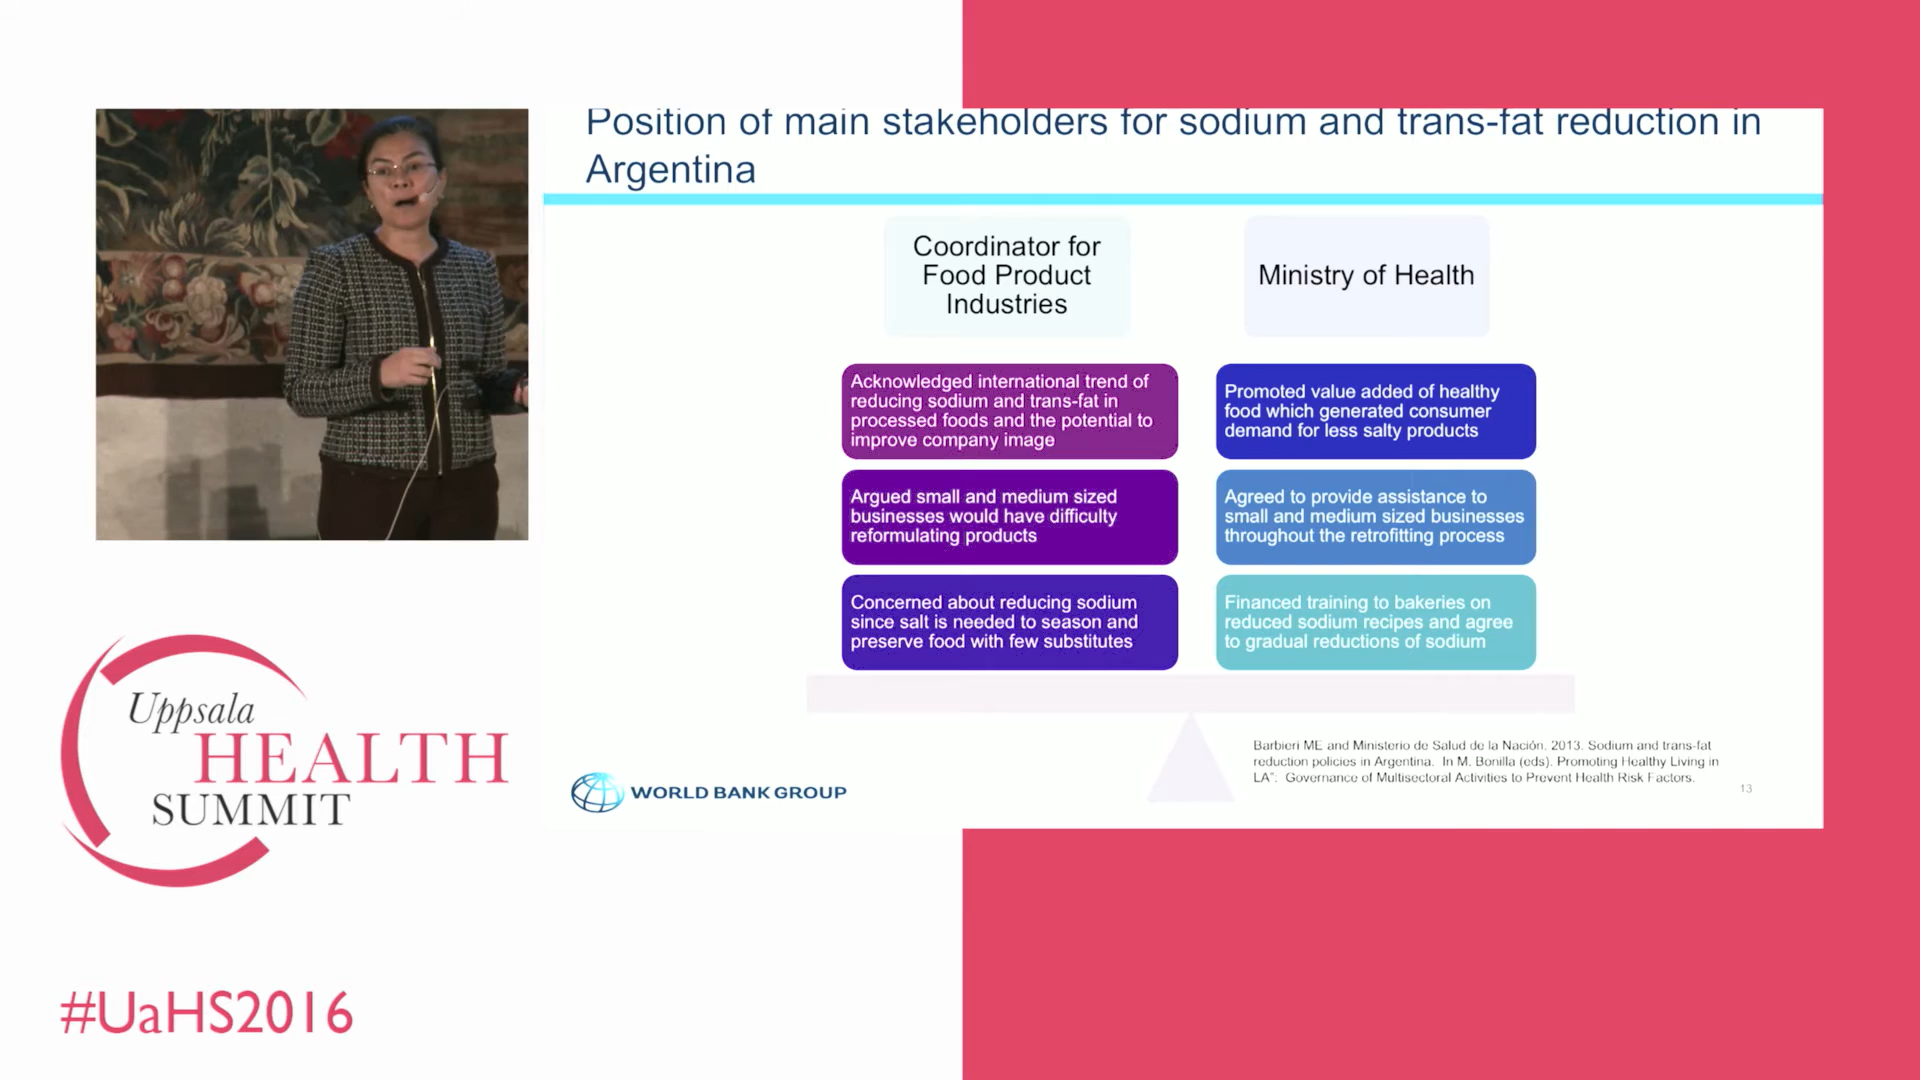 Position of main stakeholders for sodium and trans-fat reduction in
Argentina
Coordinator for
Food Product
Industries
Ministry of Health
Acknowledged international trend of
reducing sodium and trans-fat in
processed foods and the potential to
improve company image
Argued small and medium sized
businesses would have difficulty
reformulating products
Concerned about reducing sodium
since salt is needed to season and
preserve food with few substitutes
Promoted value added of healthy
food which generated consumer
demand for less salty products
Agreed to provide assistance to
small and medium sized businesses
throughout the retrofitting process
Financed training to bakeries on
reduced sodium recipes and agree
to gradual reductions of sodium
Barbieri ME and Ministerio de Salud de la Nación. 2013. Sodium and trans-fat
reduction policies in Argentina. In M. Bonilla (eds). Promoting Healthy Living in
LA”. Governance of Multisectoral Activities to Prevent Health Risk Factors.
13
WORLD BANK GROUP
Uppsala
HEALTH
SUMMIT
#UaHS2016